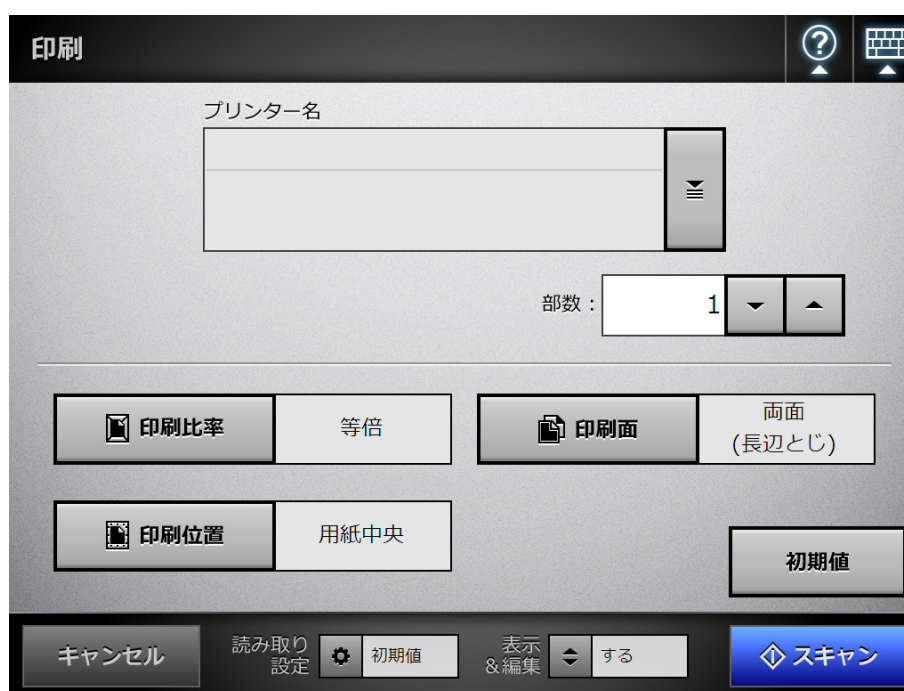 印刷
プリンター名
部数：
1
印刷比率
等倍
印刷面
両面
(長辺とじ)
印刷位置
用紙中央
初期値
キャンセル
読み取り
設定
初期値
表示
&編集
する
スキャン